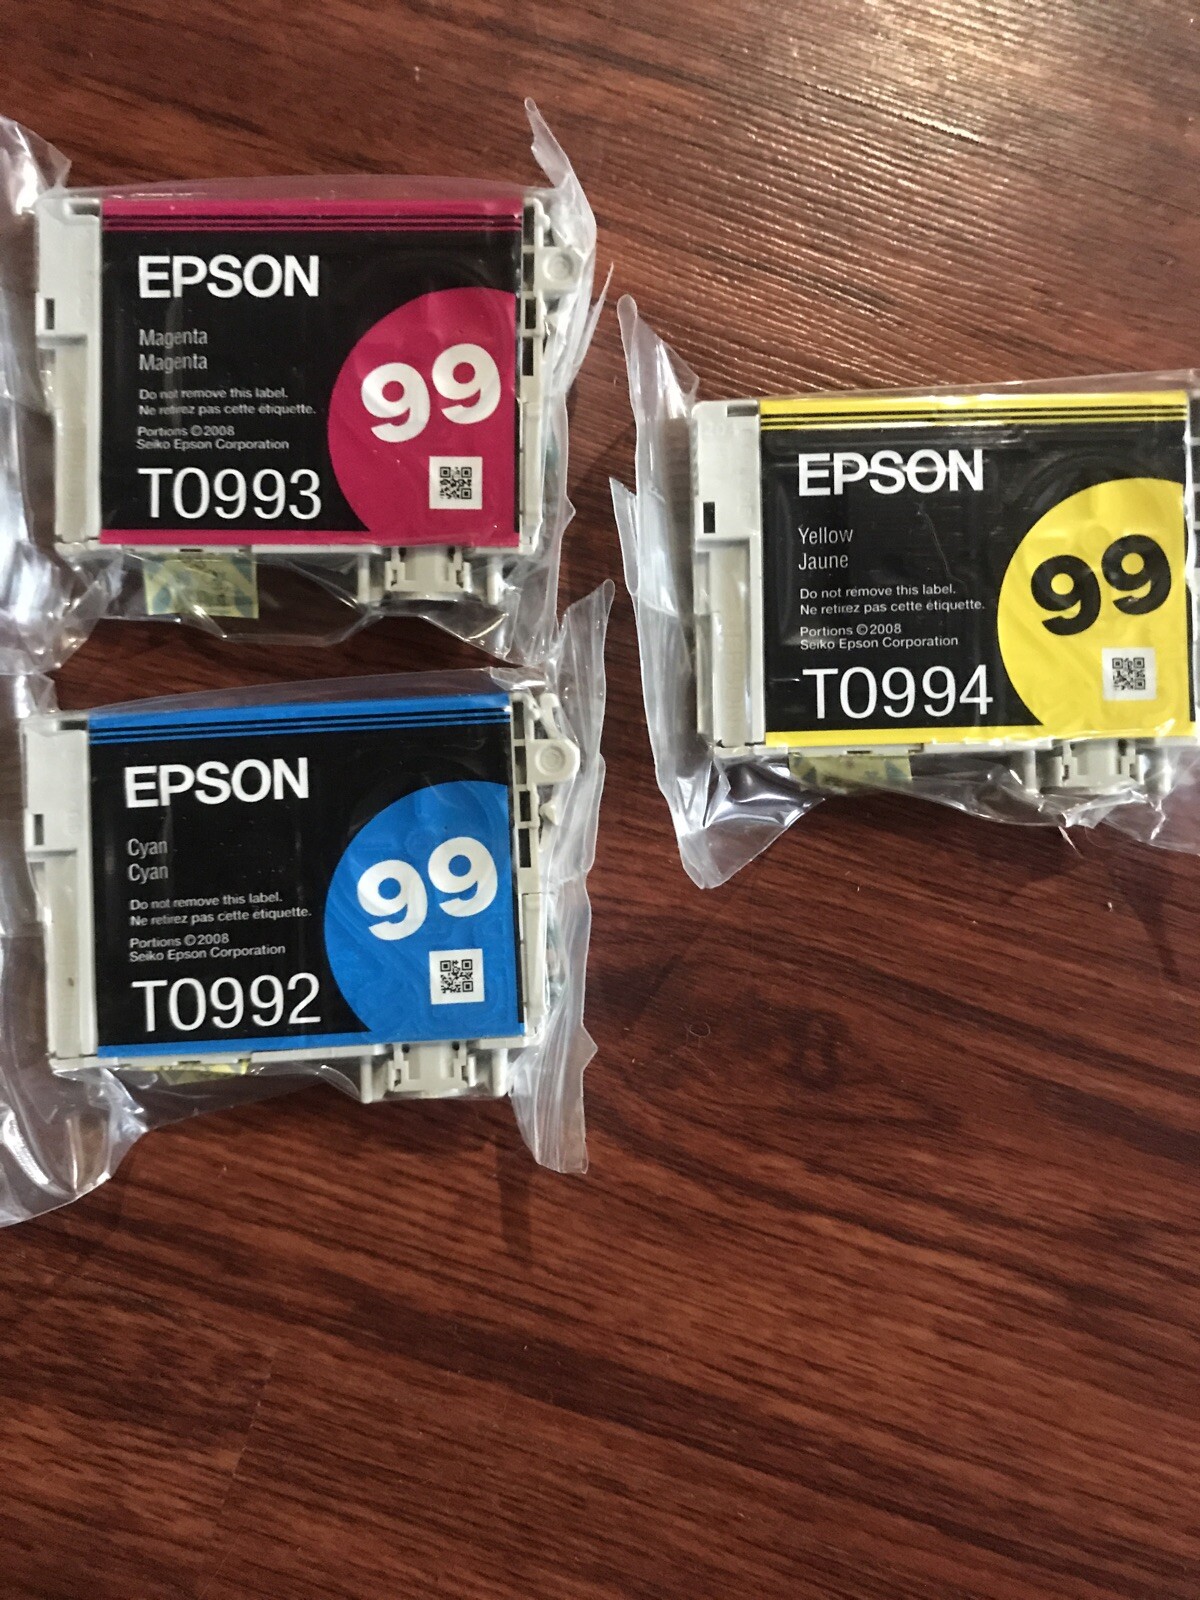 EPSON
Magenta
Magenta
Do not remove this label.
Ne retirez pas cette étiquette.
Portions ©2008
Seiko Epson Corporation
T0993
99
EPSON
Yellow
Jaune
Do not remove this label.
Ne retirez pas cette étiquette.
Portions ©2008
Seiko Epson Corporation
T0994
99
EPSON
Cyan
Cyan
Do not remove this label.
Ne retirez pas cette étiquette.
Portions ©2008
Seiko Epson Corporation
T0992
99